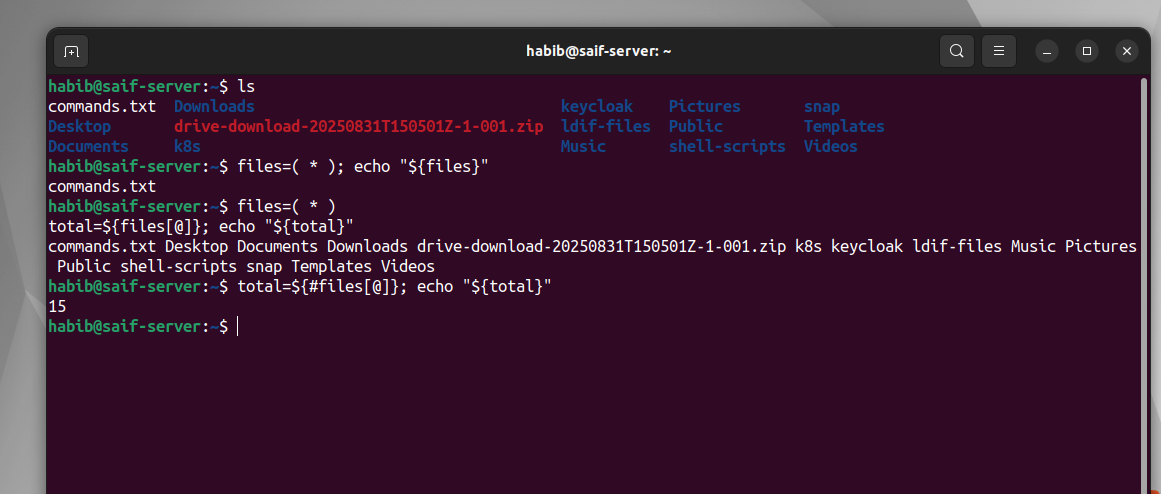 habib@saif-server: ~
habib@saif-server:~$ ls
commands.txt  Downloads                                  keycloak    Pictures       snap
Desktop       drive-download-20250831T150501Z-1-001.zip  ldif-files  Public         Templates
Documents     k8s                                        Music       shell-scripts  Videos
habib@saif-server:~$ files=( * ); echo "${files}"
commands.txt
habib@saif-server:~$ files=( * )
total=${files[@]}; echo "${total}"
commands.txt Desktop Documents Downloads drive-download-20250831T150501Z-1-001.zip k8s keycloak ldif-files Music Pictures
 Public shell-scripts snap Templates Videos
habib@saif-server:~$ total=${#files[@]}; echo "${total}"
15
habib@saif-server:~$